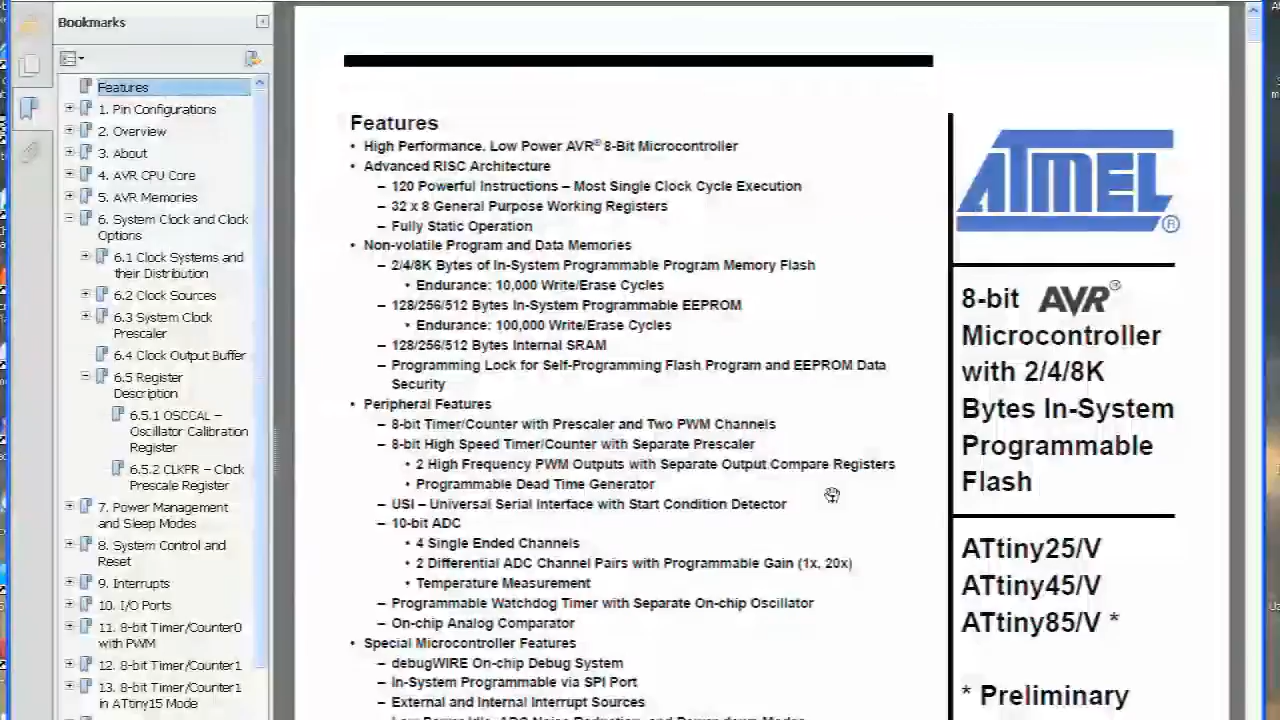 Bookmarks
Features
1. Pin Configurations
2. Overview
3. About
4. AVR CPU Core
5. AVR Memories
6. System Clock and Clock
Options
6.1 Clock Systems and
their Distribution
6.2 Clock Sources
6.3 System Clock
Prescaler
6.4 Clock Output Buffer
6.5 Register
Description
6.5.1 OSCCAL –
Oscillator Calibration
Register
6.5.2 CLKPR – Clock
Prescale Register
7. Power Management
and Sleep Modes
8. System Control and
Reset
9. Interrupts
10. I/O Ports
11. 8-bit Timer/Counter0
with PWM
12. 8-bit Timer/Counter1
13. 8-bit Timer/Counter1
in ATtiny15 Mode
Features
• High Performance, Low Power AVR® 8-Bit Microcontroller
• Advanced RISC Architecture
– 120 Powerful Instructions – Most Single Clock Cycle Execution
– 32 x 8 General Purpose Working Registers
– Fully Static Operation
• Non-volatile Program and Data Memories
– 2/4/8K Bytes of In-System Programmable Program Memory Flash
• Endurance: 10,000 Write/Erase Cycles
– 128/256/512 Bytes In-System Programmable EEPROM
• Endurance: 100,000 Write/Erase Cycles
– 128/256/512 Bytes Internal SRAM
– Programming Lock for Self-Programming Flash Program and EEPROM Data
Security
• Peripheral Features
– 8-bit Timer/Counter with Prescaler and Two PWM Channels
– 8-bit High Speed Timer/Counter with Separate Prescaler
• 2 High Frequency PWM Outputs with Separate Output Compare Registers
• Programmable Dead Time Generator
– USI – Universal Serial Interface with Start Condition Detector
– 10-bit ADC
• 4 Single Ended Channels
• 2 Differential ADC Channel Pairs with Programmable Gain (1x, 20x)
• Temperature Measurement
– Programmable Watchdog Timer with Separate On-chip Oscillator
– On-chip Analog Comparator
• Special Microcontroller Features
– debugWIRE On-chip Debug System
– In-System Programmable via SPI Port
– External and Internal Interrupt Sources
– Low Power Idle, ADC Noise Reduction, and Power-down Modes
ATMEL ®
8-bit AVR®
Microcontroller
with 2/4/8K
Bytes In-System
Programmable
Flash
ATtiny25/V
ATtiny45/V
ATtiny85/V *
* Preliminary